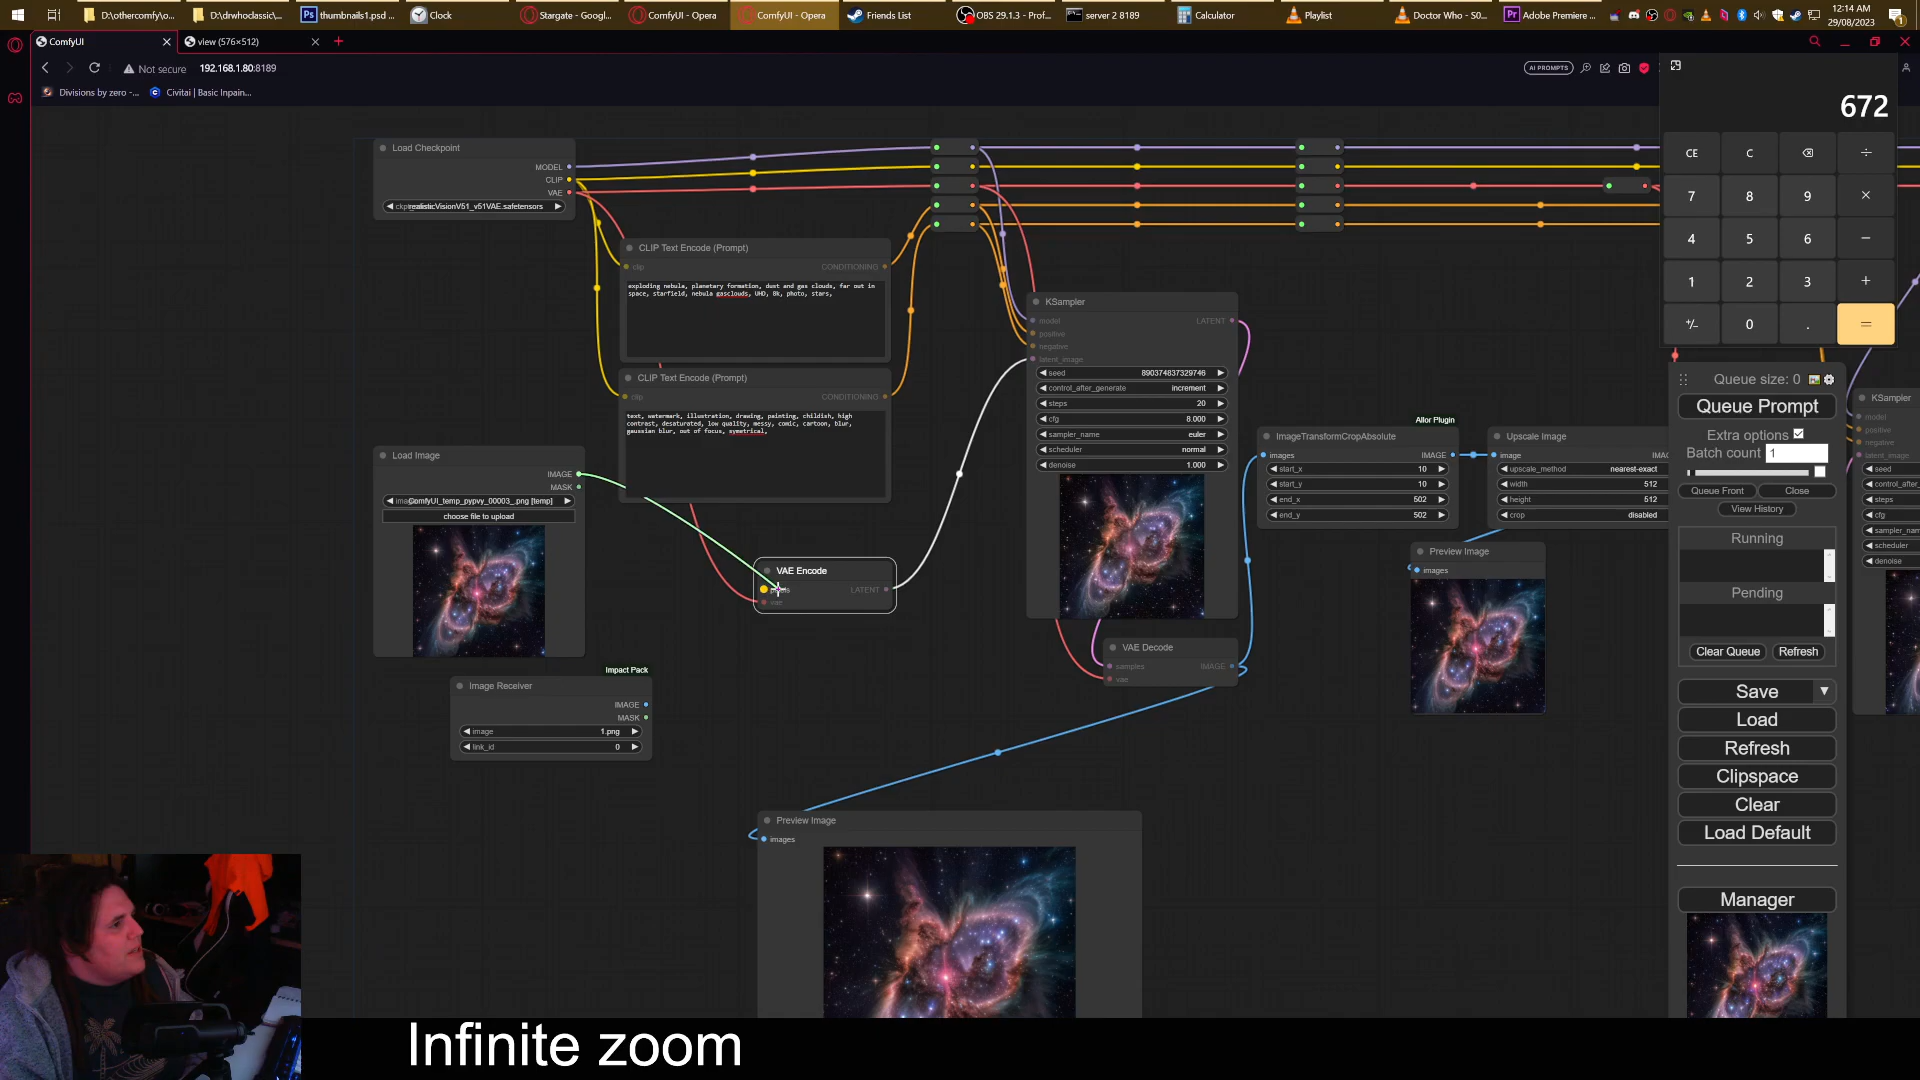 D:\othercomfy\o...
D:\drwhoclassic\...
thumbnails1.psd ...
Clock
Stargate - Googl...
ComfyUI - Opera
ComfyUI - Opera
Friends List
OBS 29.1.3 - Prof...
server 2 8189
Calculator
Playlist
Doctor Who - S0...
Adobe Premiere ...
12:14 AM
29/08/2023
ComfyUI
view (576×512)
Not secure
192.168.1.80:8189
AI PROMPTS
Divisions by zero -...
Civitai | Basic Inpain...
672
CE
C
÷
7
8
9
×
4
5
6
−
1
2
3
+
+/-
0
.
=
Load Checkpoint
MODEL
CLIP
VAE
realisticVisionV51_v51VAE.safetensors
CLIP Text Encode (Prompt)
clip
CONDITIONING
exploding nebula, planetary formation, dust and gas clouds, far out in
space, starfield, nebula gasclouds, UHD, 8k, photo, stars,
CLIP Text Encode (Prompt)
clip
CONDITIONING
text, watermark, illustration, drawing, painting, childish, high
contrast, desaturated, low quality, messy, comic, cartoon, blur,
gaussian blur, out of focus, symetrical,
Load Image
IMAGE
MASK
ComfyUI_temp_pypvy_00003_.png [temp]
choose file to upload
Impact Pack
Image Receiver
IMAGE
MASK
image
1.png
link_id
0
VAE Encode
LATENT
vae
KSampler
model
LATENT
positive
negative
latent_image
seed
890374837329746
control_after_generate
increment
steps
20
cfg
8.000
sampler_name
euler
scheduler
normal
denoise
1.000
VAE Decode
samples
IMAGE
vae
Allor Plugin
ImageTransformCropAbsolute
images
IMAGE
start_x
10
start_y
10
end_x
502
end_y
502
Upscale Image
image
upscale_method
nearest-exact
width
512
height
512
crop
disabled
Preview Image
images
Preview Image
images
Queue size: 0
Queue Prompt
Extra options
Batch count
1
Queue Front
Close
View History
Running
Pending
Clear Queue
Refresh
Save
▼
Load
Refresh
Clipspace
Clear
Load Default
Manager
KSampler
model
positive
negative
latent_image
seed
steps
cfg
scheduler
denoise
Infinite zoom